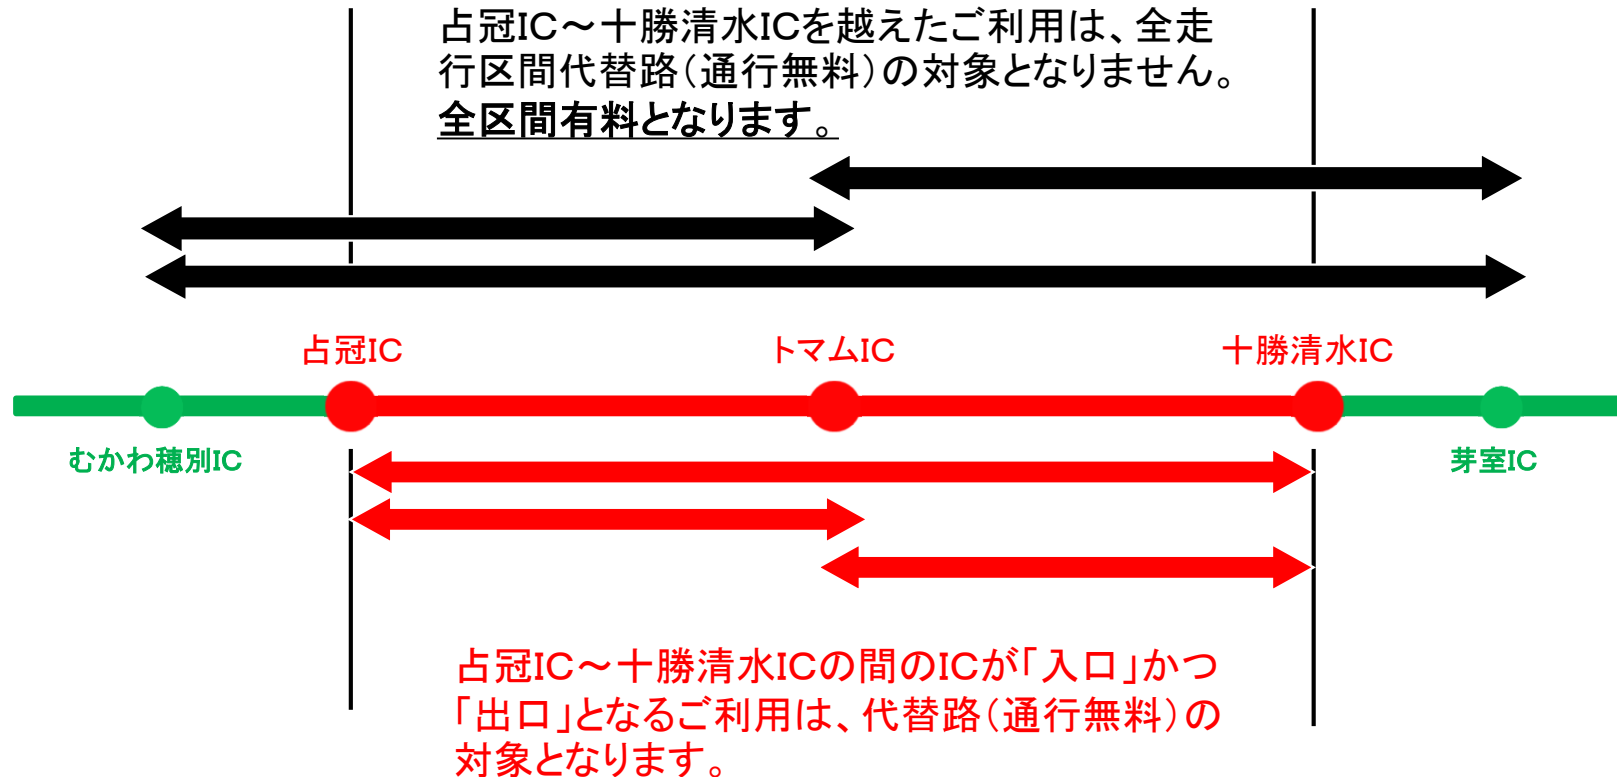 占冠IC～十勝清水ICを越えたご利用は、全走
行区間代替路（通行無料）の対象となりません。
全区間有料となります。
占冠IC
トマムIC
十勝清水IC
むかわ穂別IC
芽室IC
占冠IC～十勝清水ICの間のICが「入口」かつ
「出口」となるご利用は、代替路（通行無料）の
対象となります。